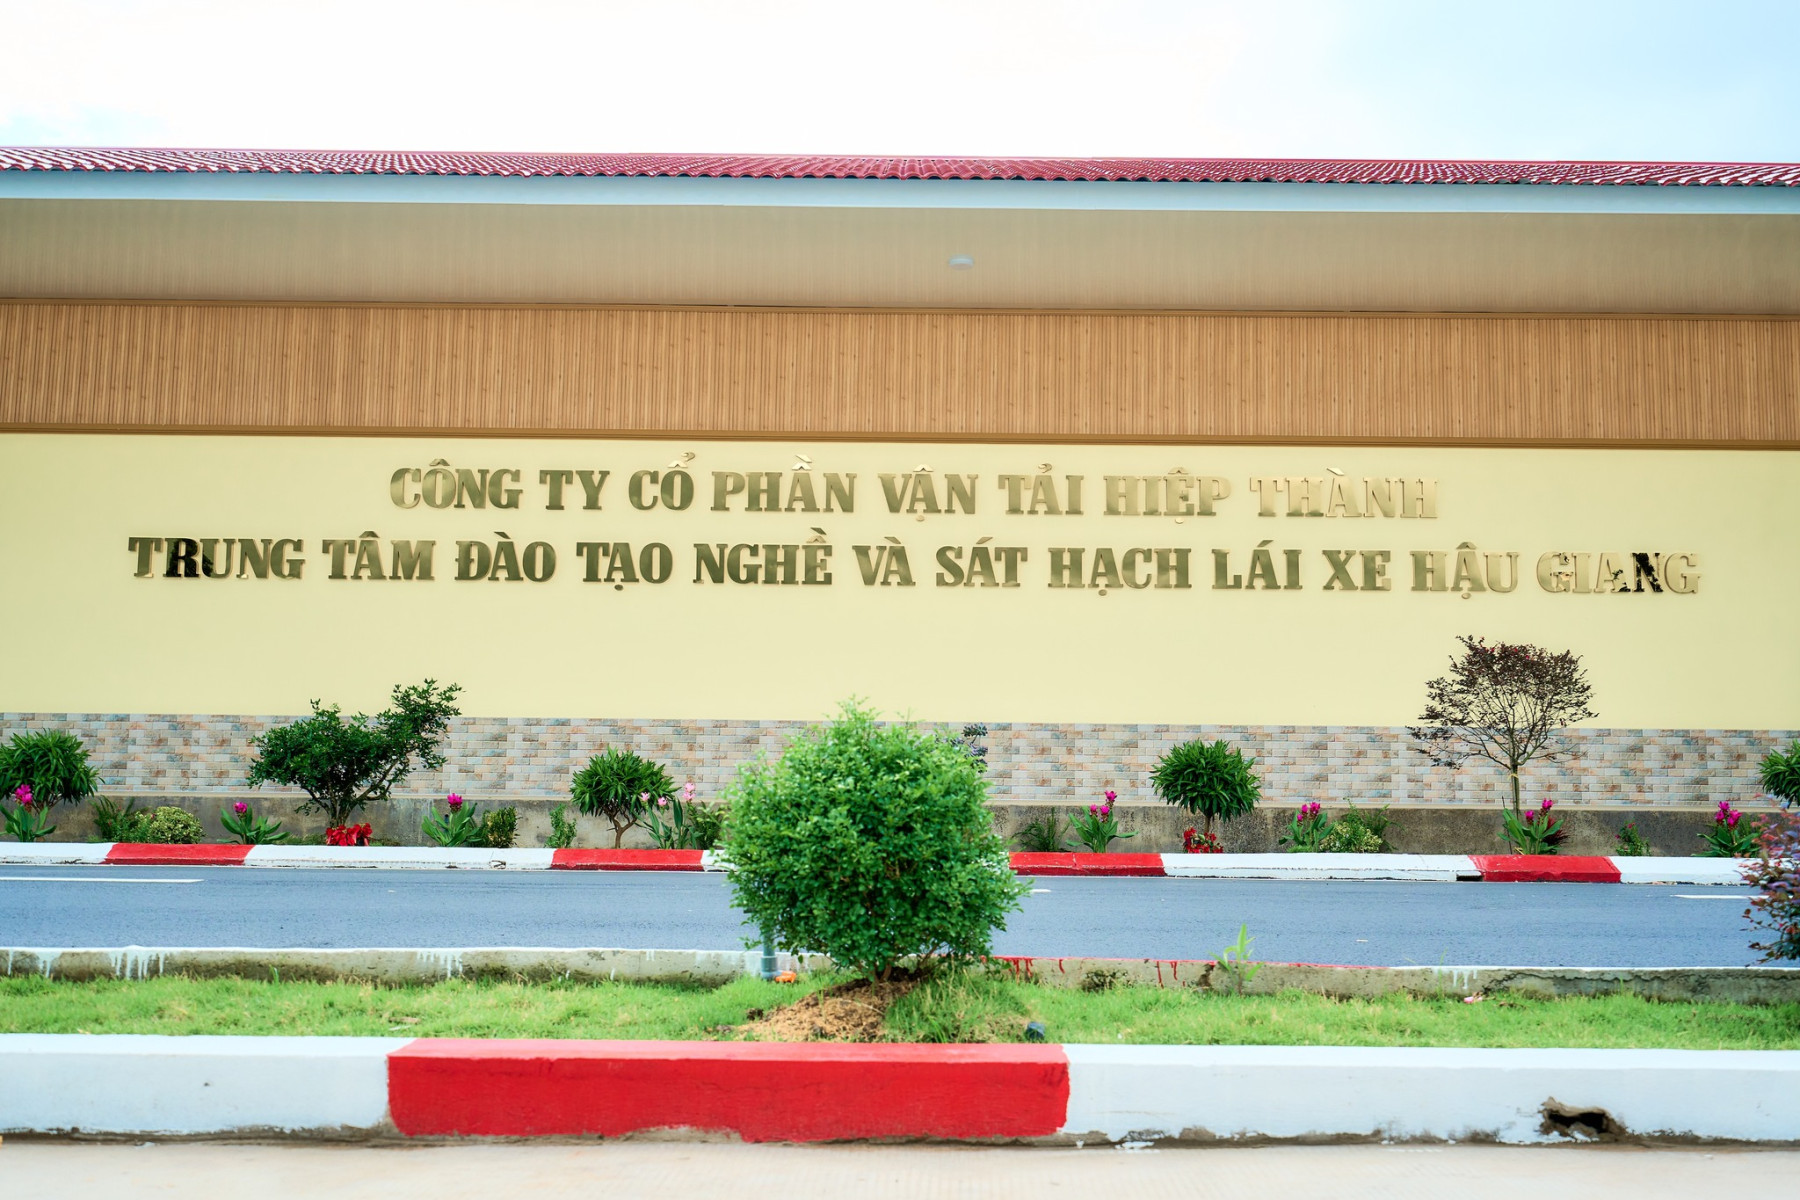 CÔNG TY CỔ PHẦN VẬN TẢI HIỆP THÀNH
TRUNG TÂM ĐÀO TẠO NGHỀ VÀ SÁT HẠCH LÁI XE HẬU GIANG